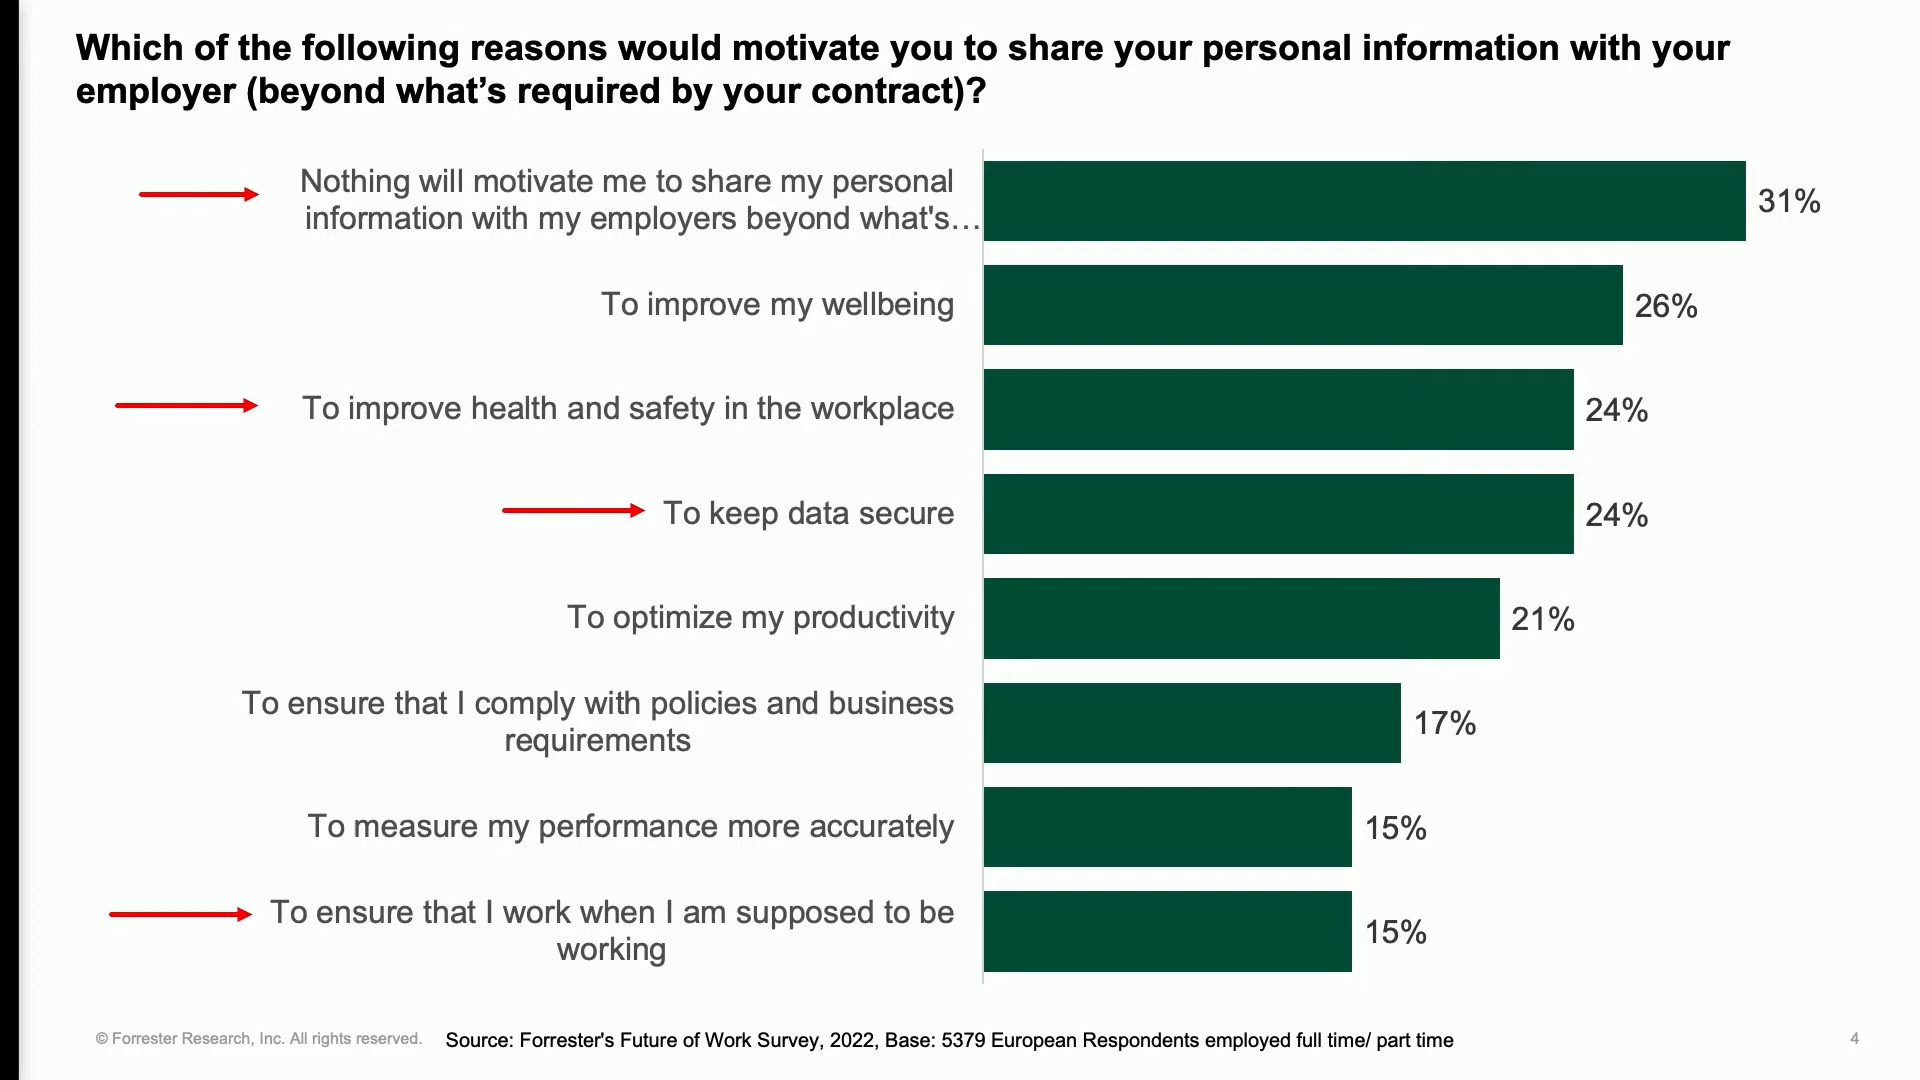 Which of the following reasons would motivate you to share your personal information with your
employer (beyond what’s required by your contract)?
Nothing will motivate me to share my personal
information with my employers beyond what's…
31%
To improve my wellbeing
26%
To improve health and safety in the workplace
24%
To keep data secure
24%
To optimize my productivity
21%
To ensure that I comply with policies and business
requirements
17%
To measure my performance more accurately
15%
To ensure that I work when I am supposed to be
working
15%
© Forrester Research, Inc. All rights reserved.
Source: Forrester's Future of Work Survey, 2022, Base: 5379 European Respondents employed full time/ part time
4